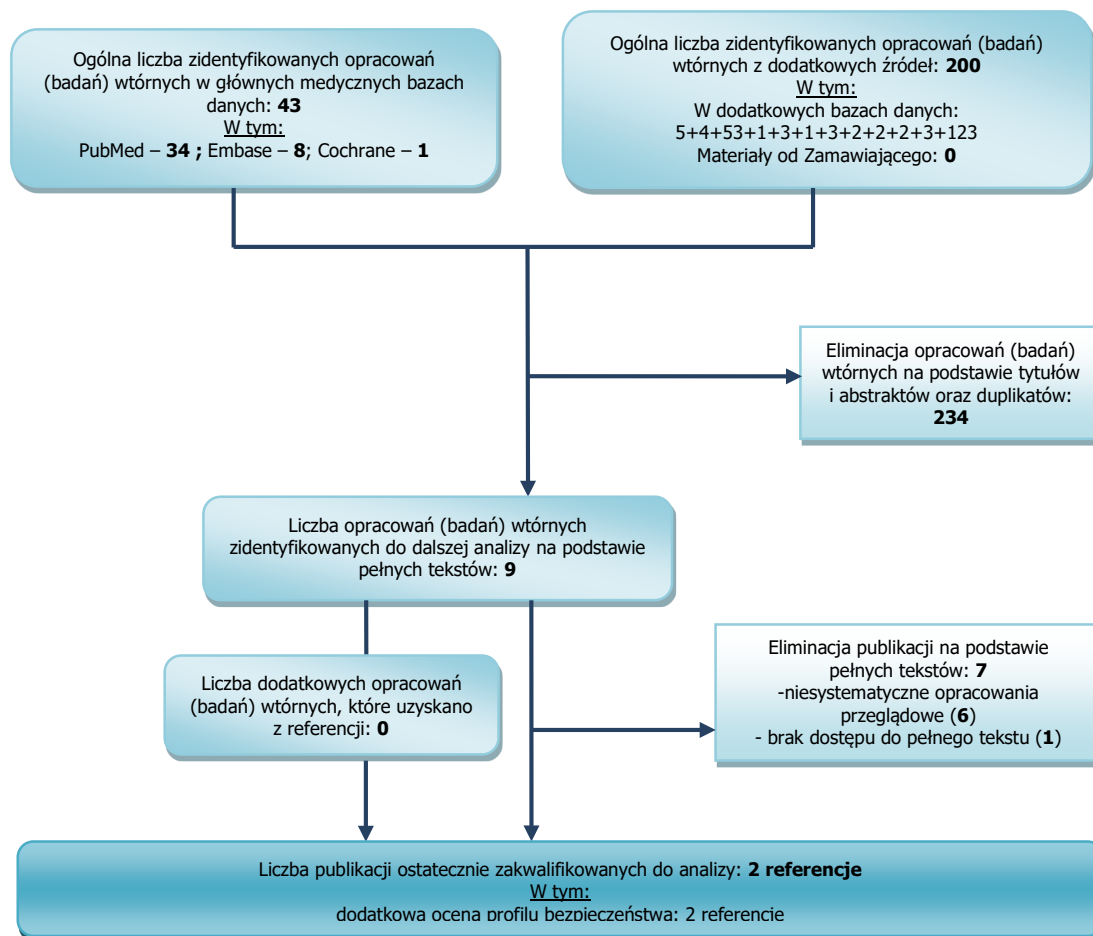 Ogólna liczba zidentyfikowanych opracowań
(badań) wtórnych w głównych medycznych bazach
danych: 43
W tym:
PubMed – 34 ; Embase – 8; Cochrane – 1
Ogólna liczba zidentyfikowanych opracowań (badań)
wtórnych z dodatkowych źródeł: 200
W tym:
W dodatkowych bazach danych:
5+4+53+1+3+1+3+2+2+2+3+123
Materiały od Zamawiającego: 0
Eliminacja opracowań (badań)
wtórnych na podstawie tytułów
i abstraktów oraz duplikatów:
234
Liczba opracowań (badań) wtórnych
zidentyfikowanych do dalszej analizy na podstawie
pełnych tekstów: 9
Liczba dodatkowych opracowań
(badań) wtórnych, które uzyskano
z referencji: 0
Eliminacja publikacji na podstawie
pełnych tekstów: 7
-niesystematyczne opracowania
przeglądowe (6)
- brak dostępu do pełnego tekstu (1)
Liczba publikacji ostatecznie zakwalifikowanych do analizy: 2 referencje
W tym:
dodatkowa ocena profilu bezpieczeństwa: 2 referencje